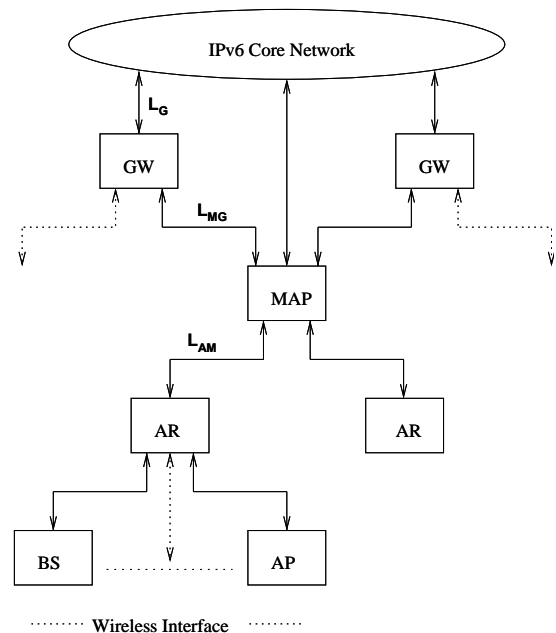 IPv6 Core Network
L_G
GW
GW
L_MG
MAP
L_AM
AR
AR
BS
AP
Wireless Interface